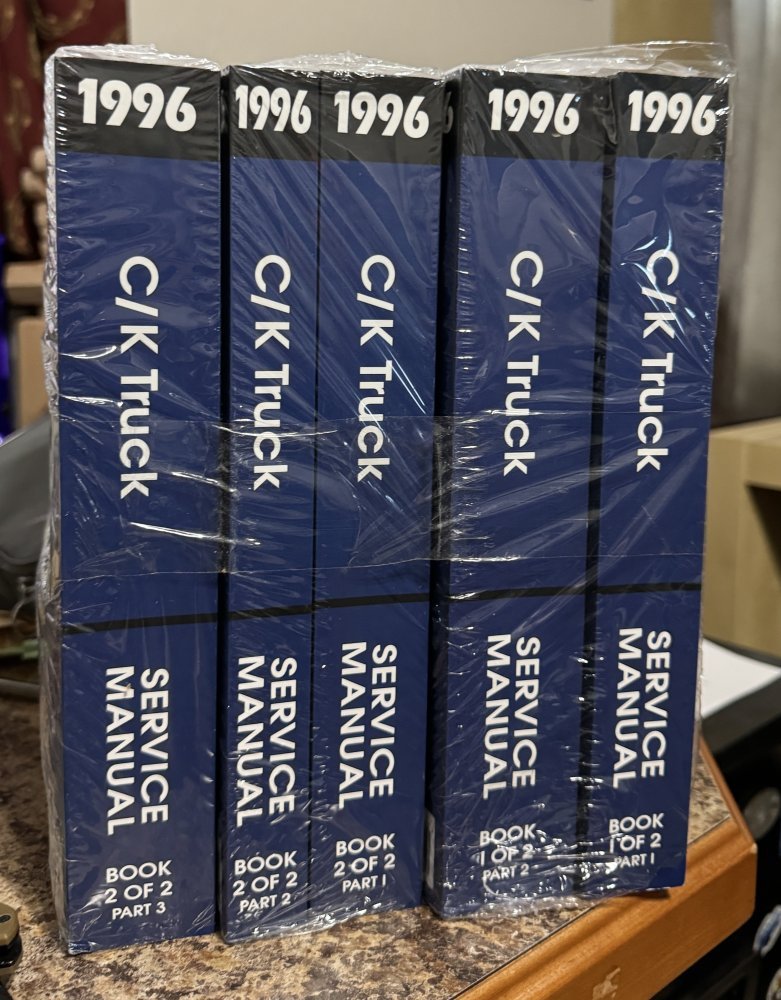 1996
C/K Truck
SERVICE
MANUAL
BOOK
2 OF 2
PART 3
1996
C/K Truck
SERVICE
MANUAL
BOOK
2 OF 2
PART 2
1996
C/K Truck
SERVICE
MANUAL
BOOK
2 OF 2
PART 1
1996
C/K Truck
SERVICE
MANUAL
BOOK
1 OF 2
PART 2
1996
C/K Truck
SERVICE
MANUAL
BOOK
1 OF 2
PART 1